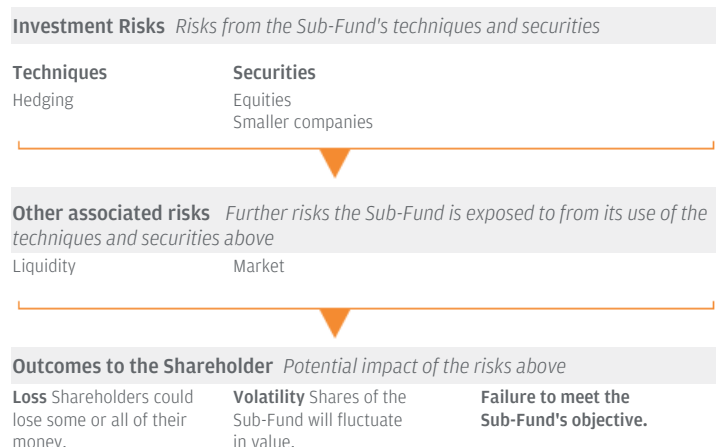 Investment Risks Risks from the Sub-Fund's techniques and securities
Techniques Securities
Hedging Equities
Smaller companies
Other associated risks Further risks the Sub-Fund is exposed to from its use of the
techniques and securities above
Liquidity Market
Outcomes to the Shareholder Potential impact of the risks above
Loss Shareholders could Volatility Shares of the Failure to meet the
lose some or all of their Sub-Fund will fluctuate Sub-Fund's objective.
money. in value.